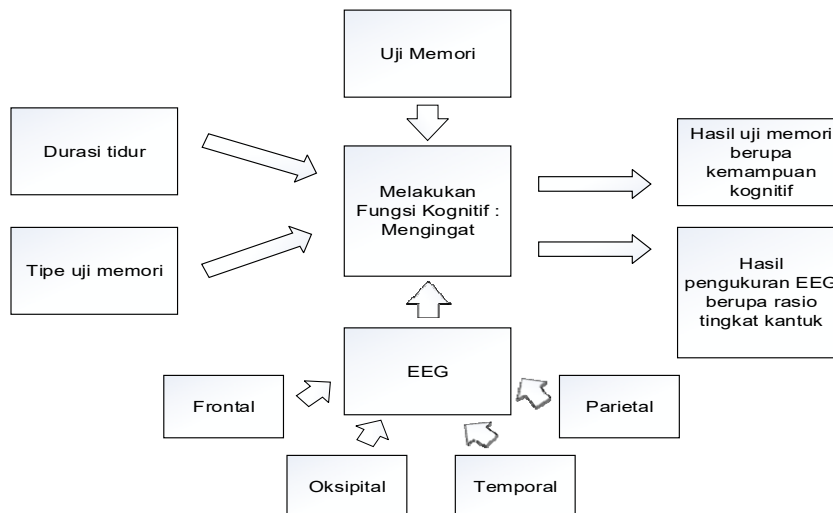 Uji Memori
Durasi tidur
Tipe uji memori
Melakukan
Fungsi Kognitif :
Mengingat
Hasil uji memori
berupa
kemampuan
kognitif
Hasil
pengukuran EEG
berupa rasio
tingkat kantuk
EEG
Frontal
Parietal
Oksipital
Temporal